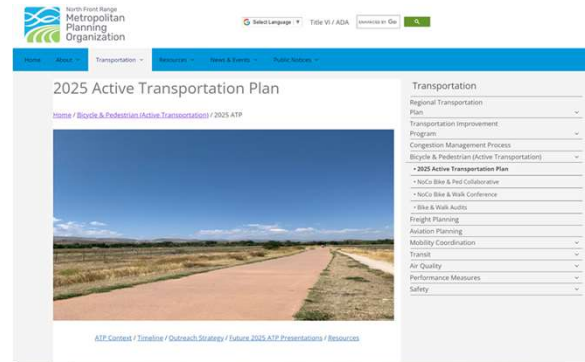 North Front Range
Metropolitan
Planning
Organization
Select Language ▼
Title VI / ADA
ENHANCED BY Go
Home About Transportation Resources News & Events Public Notices
2025 Active Transportation Plan
Home / Bicycle & Pedestrian (Active Transportation) / 2025 ATP
ATP Context / Timeline / Outreach Strategy / Future 2025 ATP Presentations / Resources
Transportation
Regional Transportation
Plan
Transportation Improvement
Program
Congestion Management Process
Bicycle & Pedestrian (Active Transportation)
• 2025 Active Transportation Plan
• NoCo Bike & Ped Collaborative
• NoCo Bike & Walk Conference
• Bike & Walk Audits
Freight Planning
Aviation Planning
Mobility Coordination
Transit
Air Quality
Performance Measures
Safety